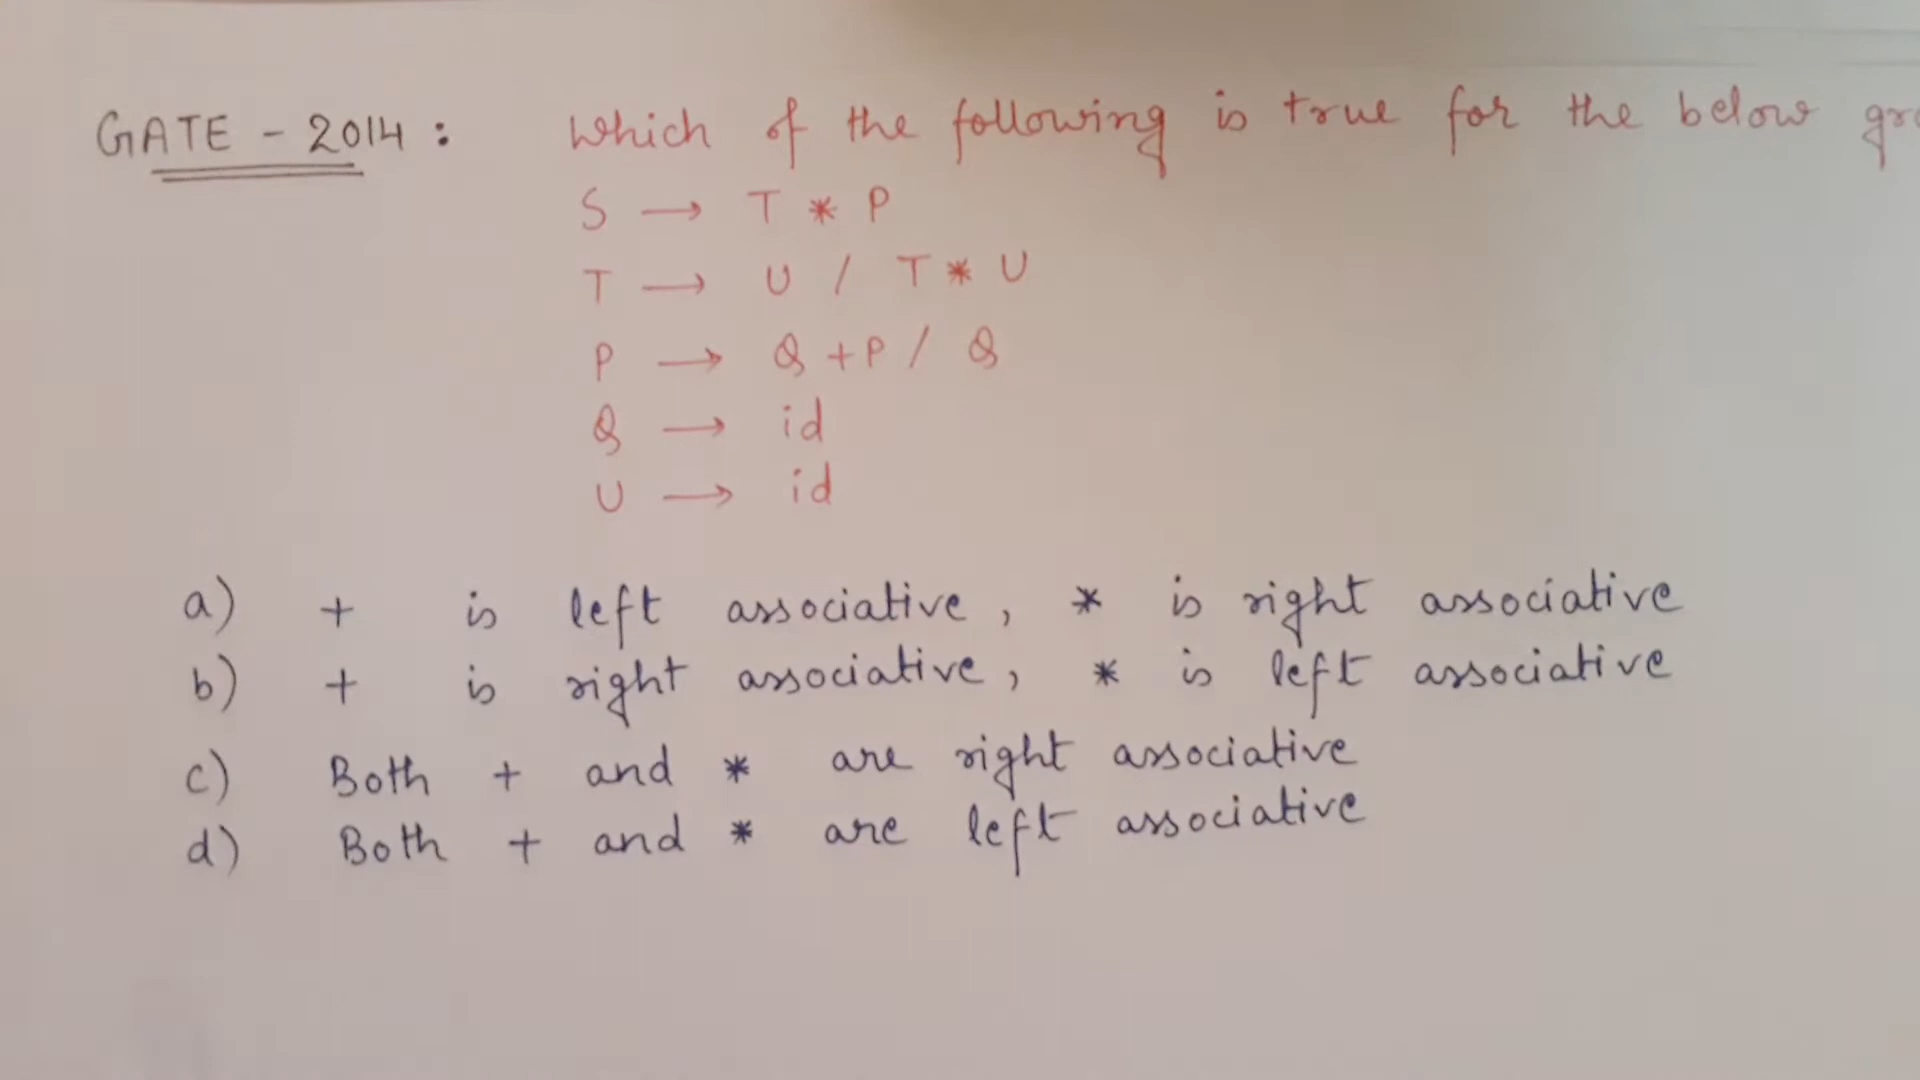 GATE - 2014 : Which of the following is true for the below
S → T * P
T → U / T * U
P → Q + P / Q
Q → id
U → id
a) + is left associative, * is right associative
b) + is right associative, * is left associative
c) Both + and * are right associative
d) Both + and * are left associative